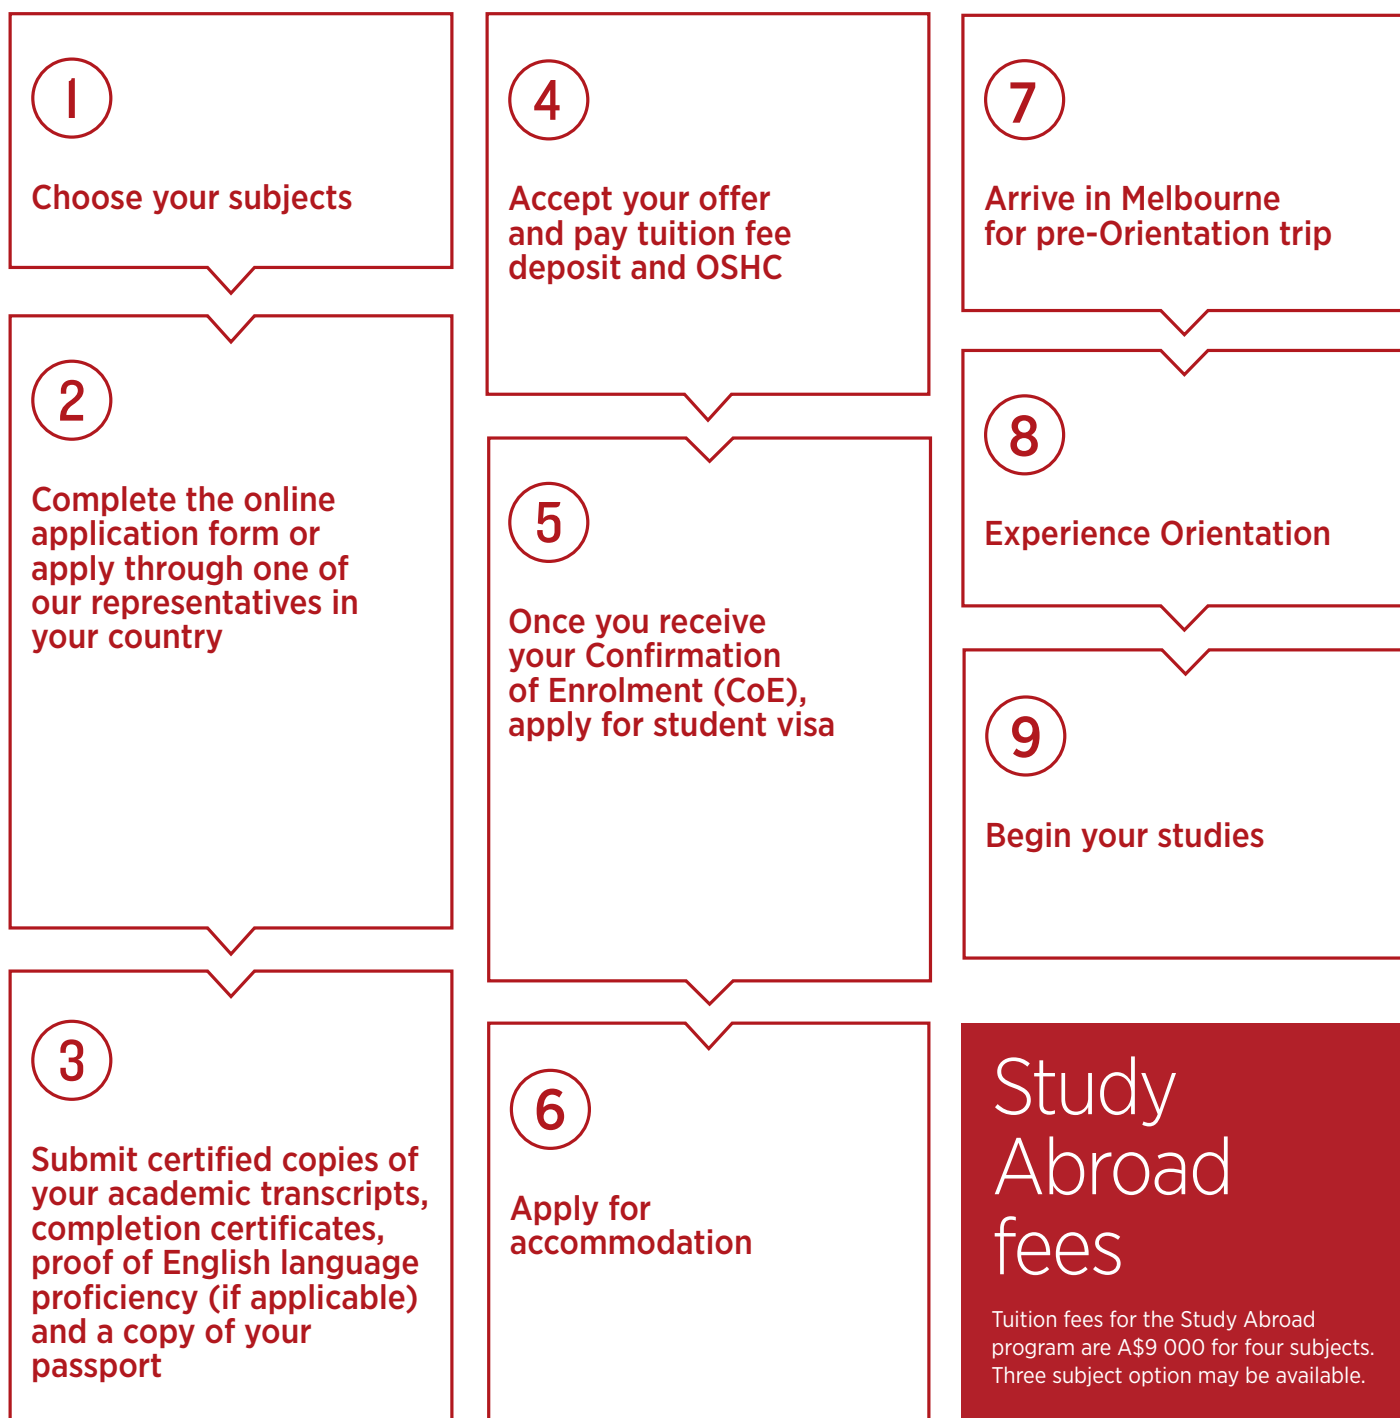 1
Choose your subjects
2
Complete the online
application form or
apply through one of
our representatives in
your country
3
Submit certified copies of
your academic transcripts,
completion certificates,
proof of English language
proficiency (if applicable)
and a copy of your
passport
4
Accept your offer
and pay tuition fee
deposit and OSHC
5
Once you receive
your Confirmation
of Enrolment (CoE),
apply for student visa
6
Apply for
accommodation
7
Arrive in Melbourne
for pre-Orientation trip
8
Experience Orientation
9
Begin your studies
Study
Abroad
fees
Tuition fees for the Study Abroad
program are A$9 000 for four subjects.
Three subject option may be available.